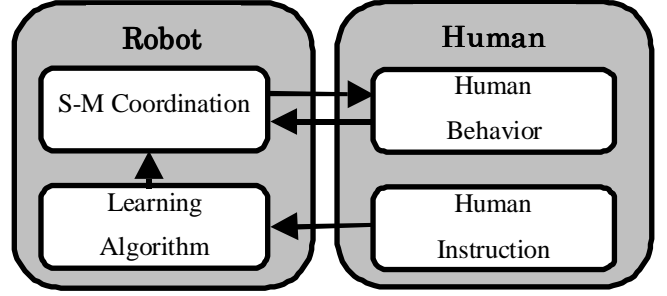 Robot
S-M Coordination
Learning
Algorithm
Human
Human
Behavior
Human
Instruction